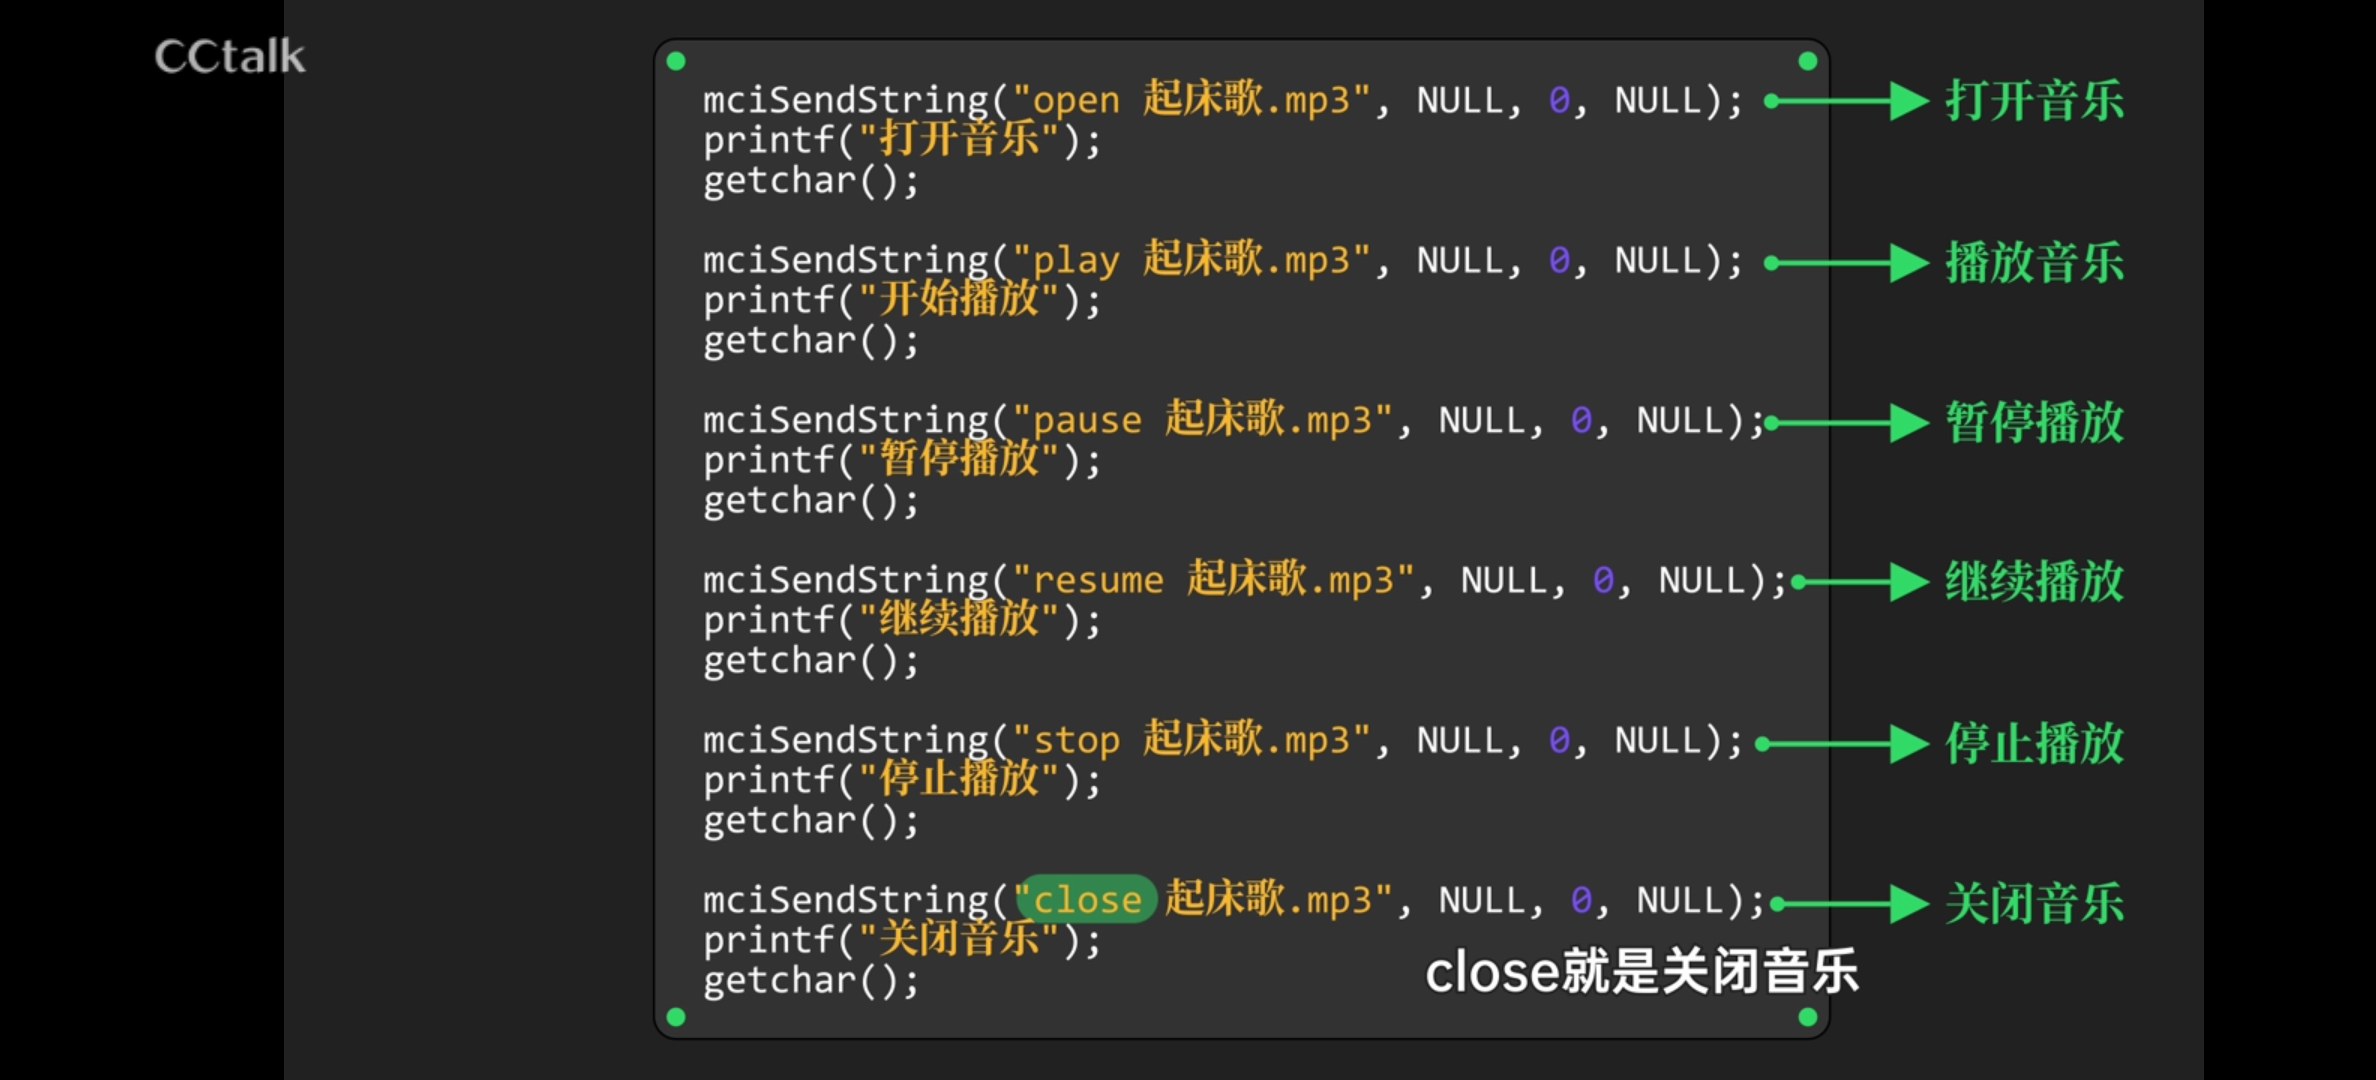 CCtalk
mciSendString("open 起床歌.mp3", NULL, 0, NULL); 打开音乐
printf("打开音乐");
getchar();
mciSendString("play 起床歌.mp3", NULL, 0, NULL); 播放音乐
printf("开始播放");
getchar();
mciSendString("pause 起床歌.mp3", NULL, 0, NULL); 暂停播放
printf("暂停播放");
getchar();
mciSendString("resume 起床歌.mp3", NULL, 0, NULL); 继续播放
printf("继续播放");
getchar();
mciSendString("stop 起床歌.mp3", NULL, 0, NULL); 停止播放
printf("停止播放");
getchar();
mciSendString("close 起床歌.mp3", NULL, 0, NULL); 关闭音乐
printf("关闭音乐");
close就是关闭音乐
getchar();